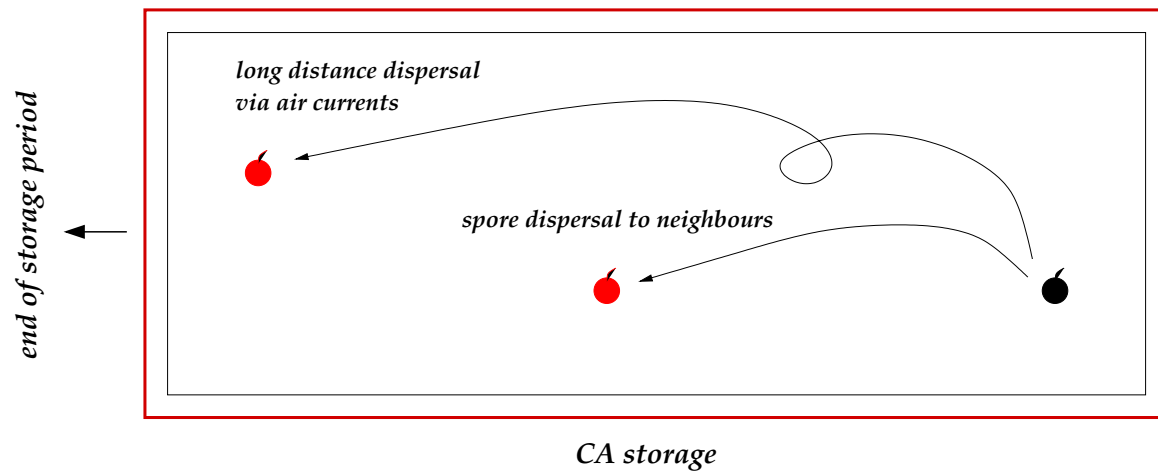 long distance dispersal
via air currents
spore dispersal to neighbours
end of storage period
CA storage